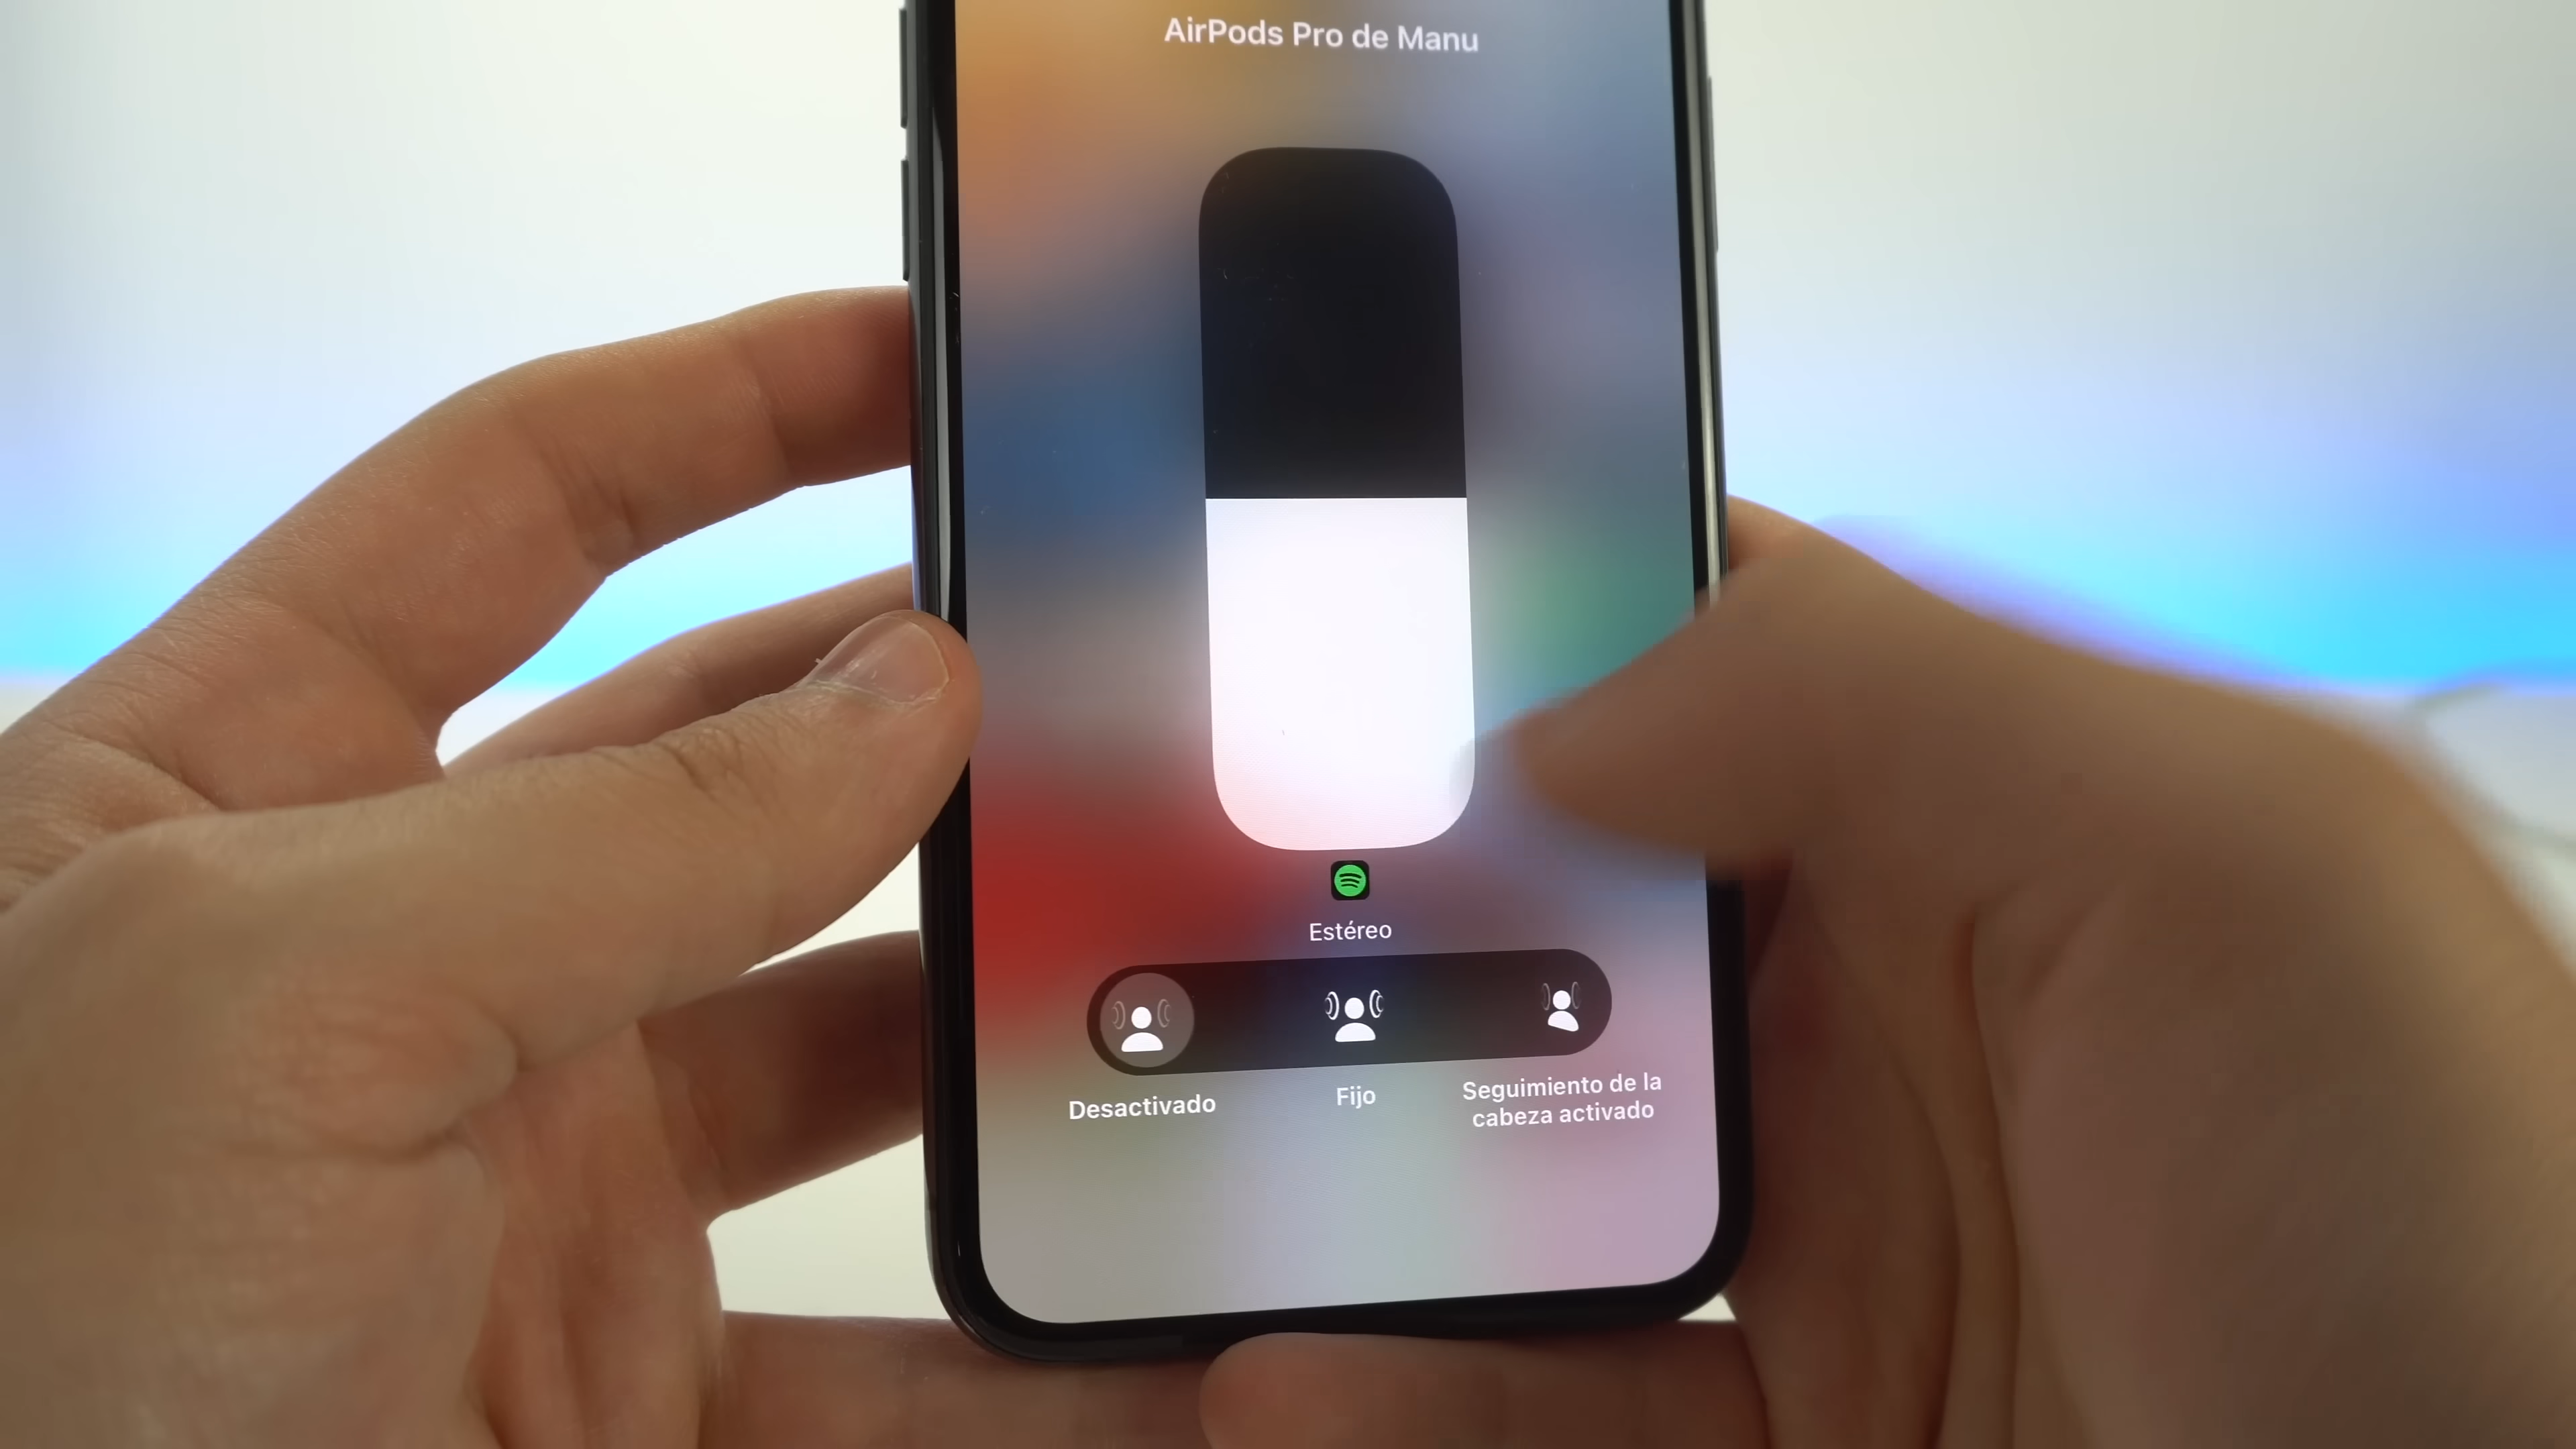 AirPods Pro de Manu
Estéreo
Desactivado
Fijo
Seguimiento de la
cabeza activado